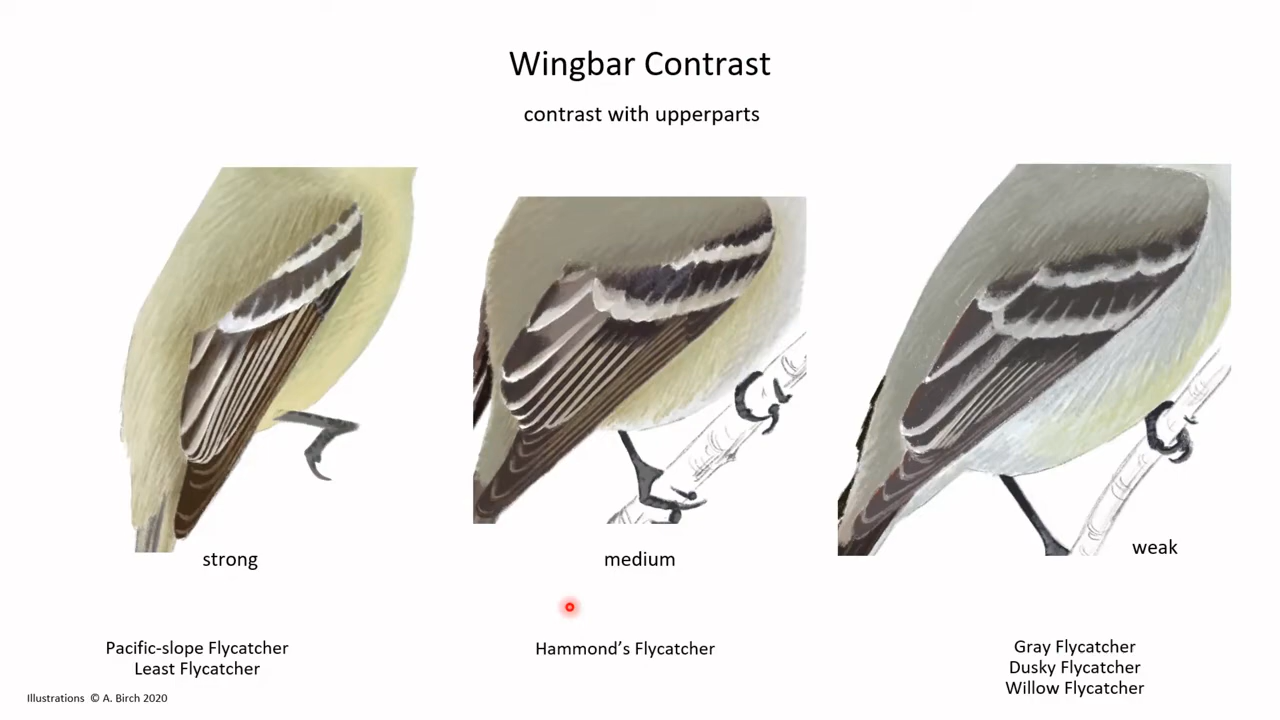 Wingbar Contrast
contrast with upperparts
strong
medium
weak
Pacific-slope Flycatcher
Least Flycatcher
Hammond’s Flycatcher
Gray Flycatcher
Dusky Flycatcher
Willow Flycatcher
Illustrations © A. Birch 2020